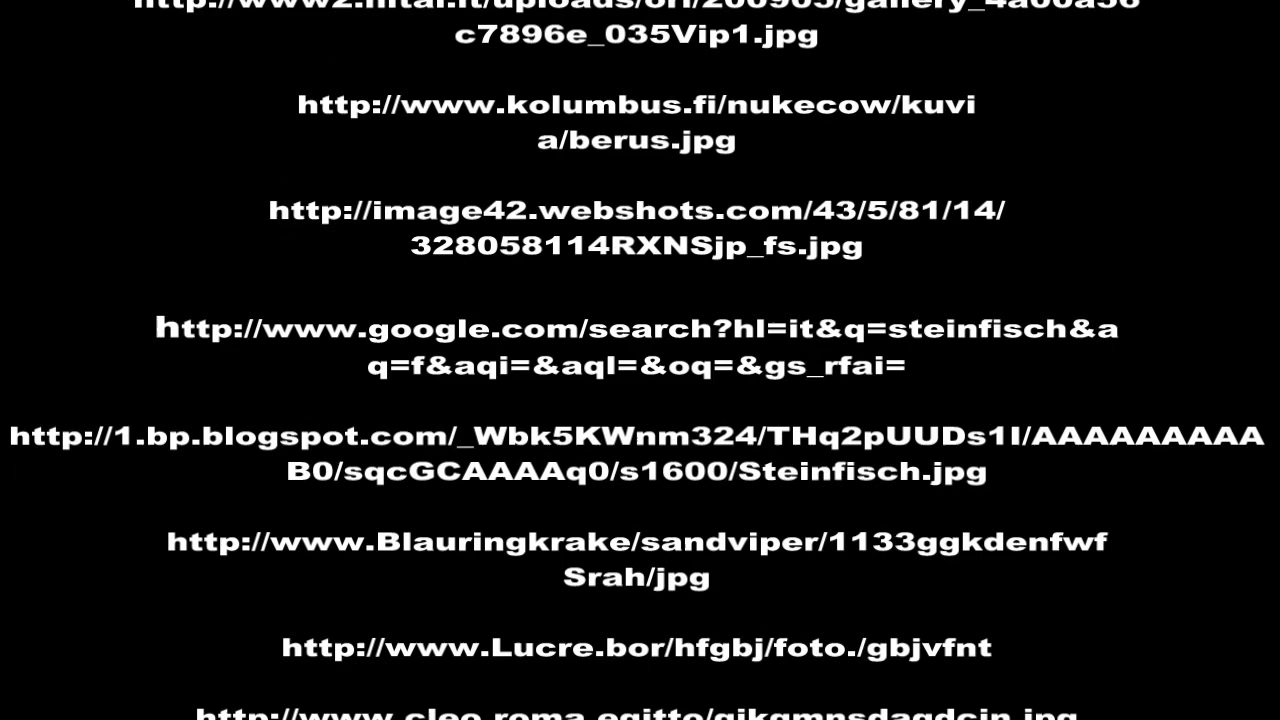 c7896e_035Vip1.jpg
http://www.kolumbus.fi/nukecow/kuvi
a/berus.jpg
http://image42.webshots.com/43/5/81/14/
328058114RXNSjp_fs.jpg
http://www.google.com/search?hl=it&q=steinfisch&a
q=f&aqi=&aql=&oq=&gs_rfai=
http://1.bp.blogspot.com/_Wbk5KWnm324/THq2pUUDs1I/AAAAAAAAA
B0/sqcGCAAAAq0/s1600/Steinfisch.jpg
http://www.Blauringkrake/sandviper/1133ggkdenfwf
Srah/jpg
http://www.Lucre.bor/hfgbj/foto./gbjvfnt